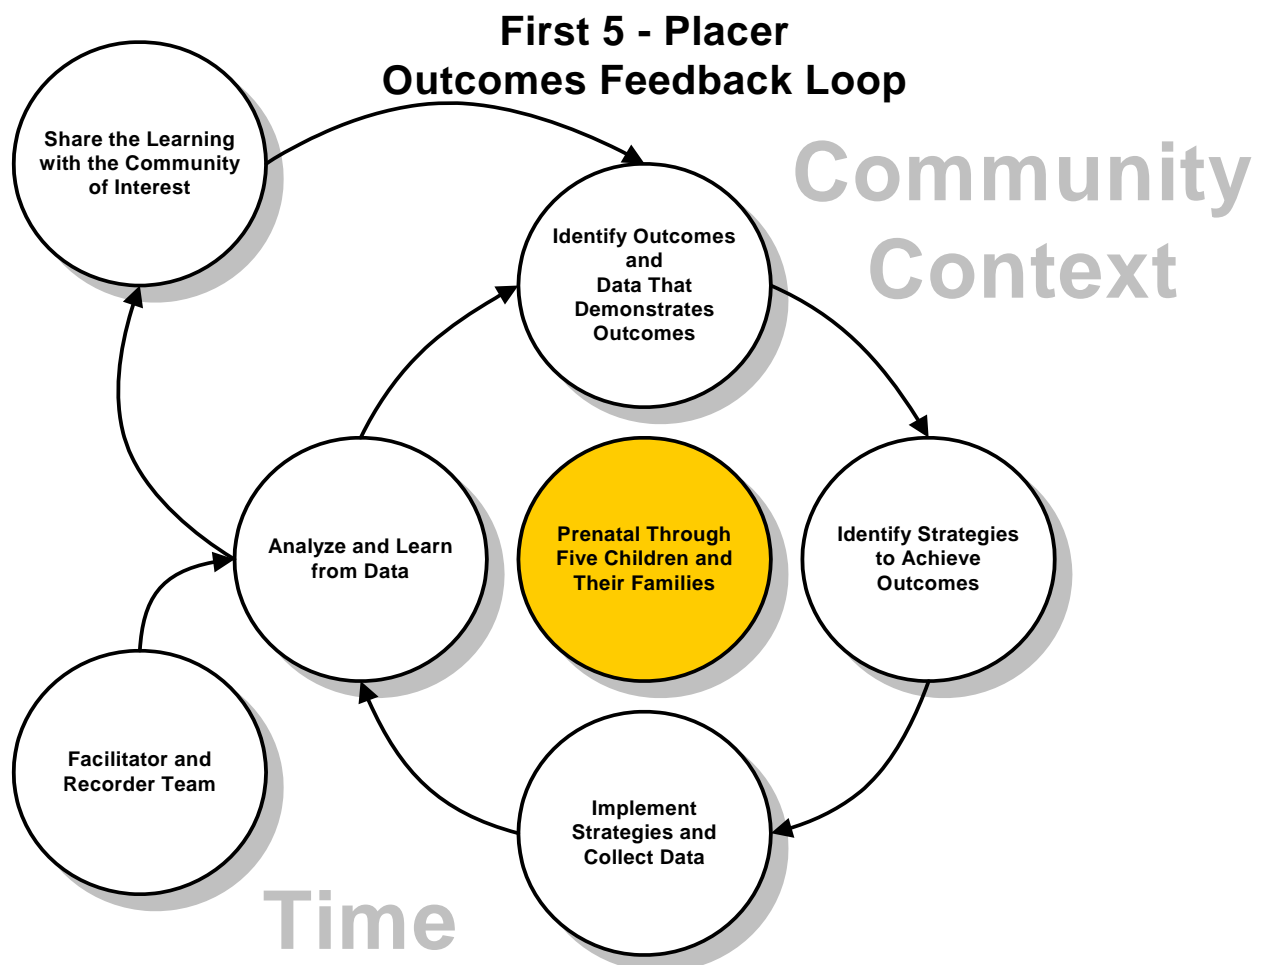 First 5 - Placer
Outcomes Feedback Loop
Share the Learning
with the Community
of Interest
Community
Context
Identify Outcomes
and
Data That
Demonstrates
Outcomes
Analyze and Learn
from Data
Prenatal Through
Five Children and
Their Families
Identify Strategies
to Achieve
Outcomes
Facilitator and
Recorder Team
Implement
Strategies and
Collect Data
Time